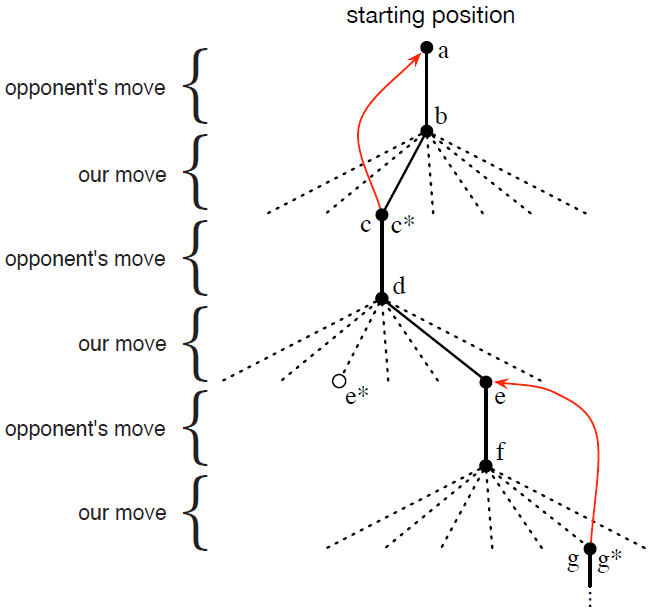 starting position
a
opponent's move
b
our move
c c*
opponent's move
d
our move
e* e
opponent's move
f
our move
g g*